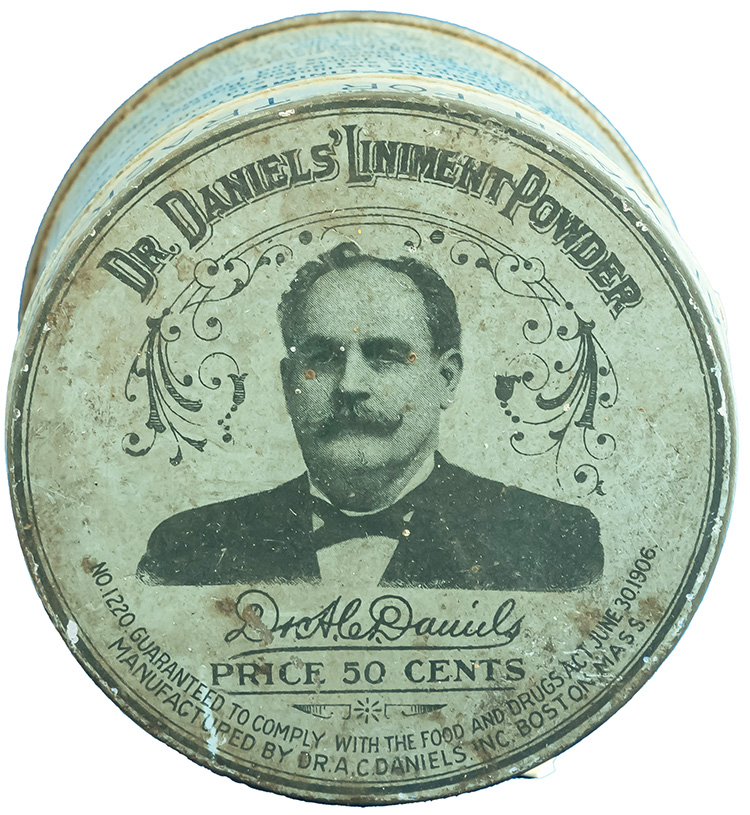 DR. DANIELS' LINIMENT POWDER
Dr. A. C. Daniels
PRICE 50 CENTS
NO. 1220 GUARANTEED TO COMPLY WITH THE FOOD AND DRUGS ACT JUNE 30, 1906.
MANUFACTURED BY DR. A. C. DANIELS. INC. BOSTON MASS.